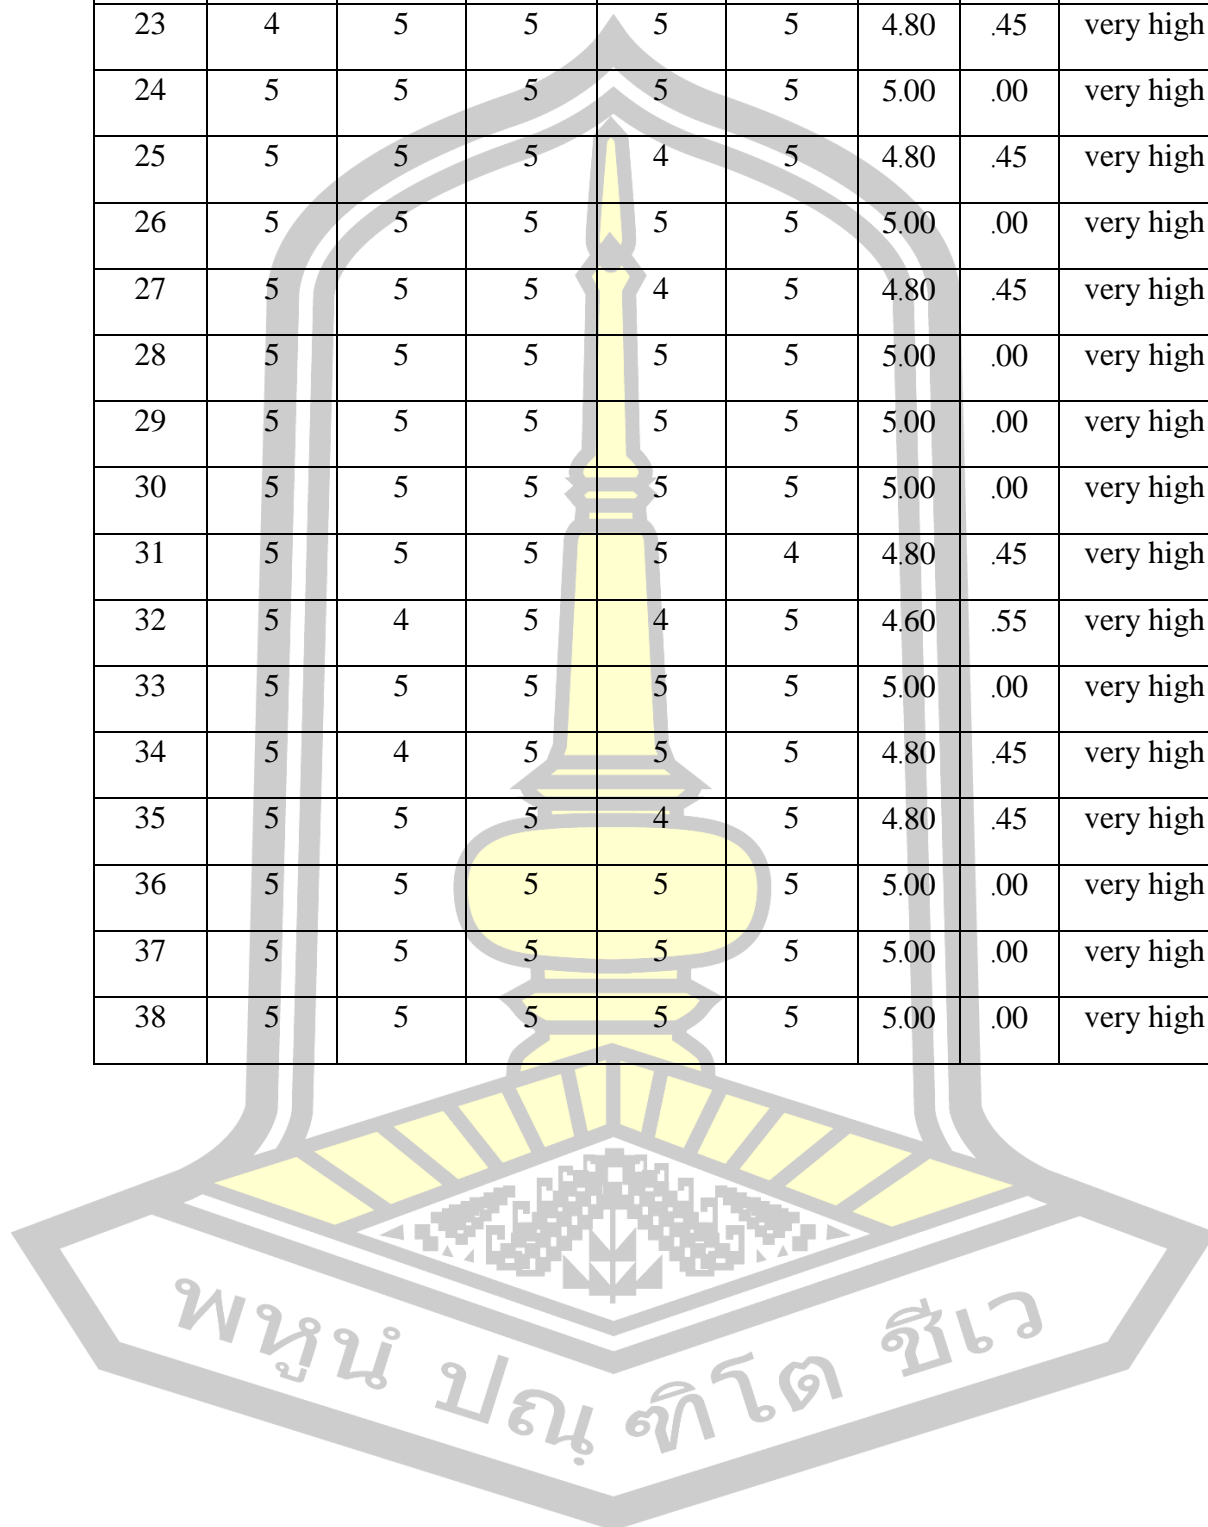 23 4 5 5 5 5 4.80 .45 very high
24 5 5 5 5 5 5.00 .00 very high
25 5 5 5 4 5 4.80 .45 very high
26 5 5 5 5 5 5.00 .00 very high
27 5 5 5 4 5 4.80 .45 very high
28 5 5 5 5 5 5.00 .00 very high
29 5 5 5 5 5 5.00 .00 very high
30 5 5 5 5 5 5.00 .00 very high
31 5 5 5 5 4 4.80 .45 very high
32 5 4 5 4 5 4.60 .55 very high
33 5 5 5 5 5 5.00 .00 very high
34 5 4 5 5 5 4.80 .45 very high
35 5 5 5 4 5 4.80 .45 very high
36 5 5 5 5 5 5.00 .00 very high
37 5 5 5 5 5 5.00 .00 very high
38 5 5 5 5 5 5.00 .00 very high
พหูนํ ปณฺ ฑิโต ชีเว